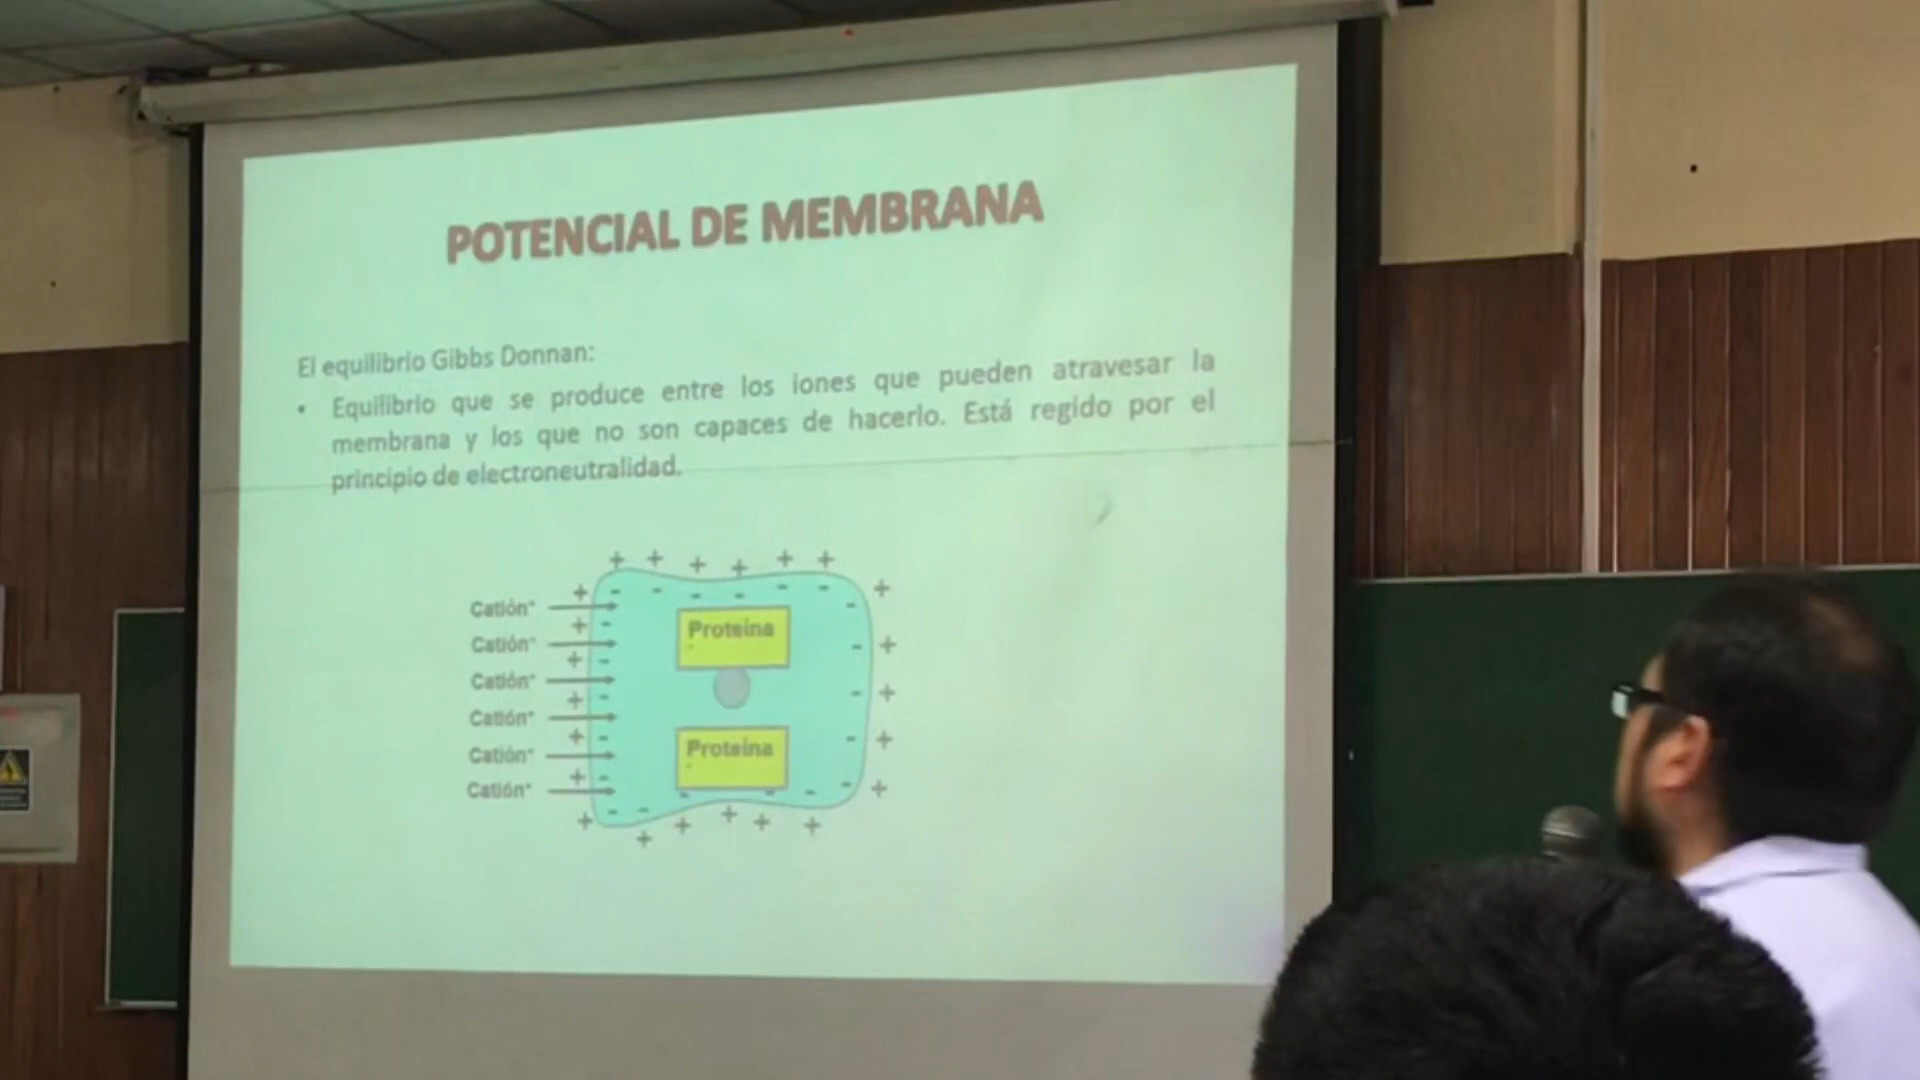 POTENCIAL DE MEMBRANA
El equilibrio Gibbs Donnan:
• Equilibrio que se produce entre los iones que pueden atravesar la
membrana y los que no son capaces de hacerlo. Está regido por el
principio de electroneutralidad.
Catión⁺
Catión⁺
Catión⁺
Catión⁺
Catión⁺
Catión⁺
Proteína
-
Proteína
-